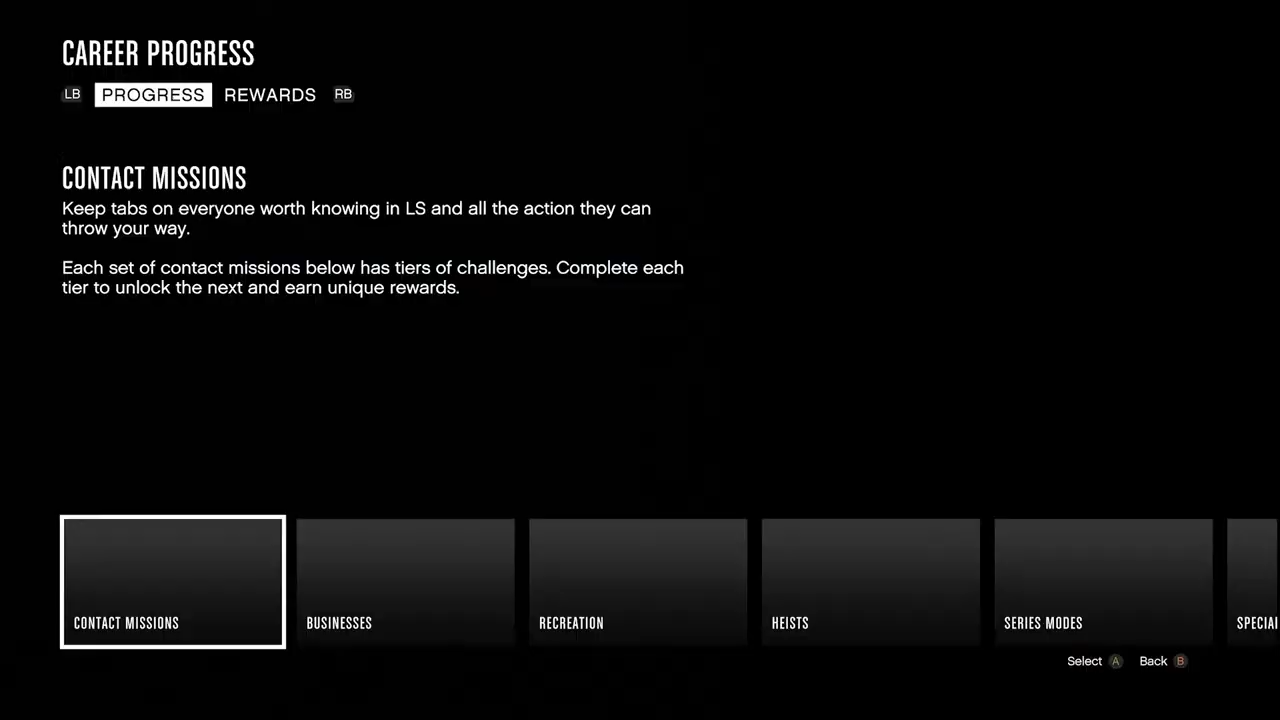 CAREER PROGRESS
LB PROGRESS REWARDS RB
CONTACT MISSIONS
Keep tabs on everyone worth knowing in LS and all the action they can
throw your way.
Each set of contact missions below has tiers of challenges. Complete each
tier to unlock the next and earn unique rewards.
CONTACT MISSIONS BUSINESSES RECREATION HEISTS SERIES MODES SPECIAL
Select A Back B